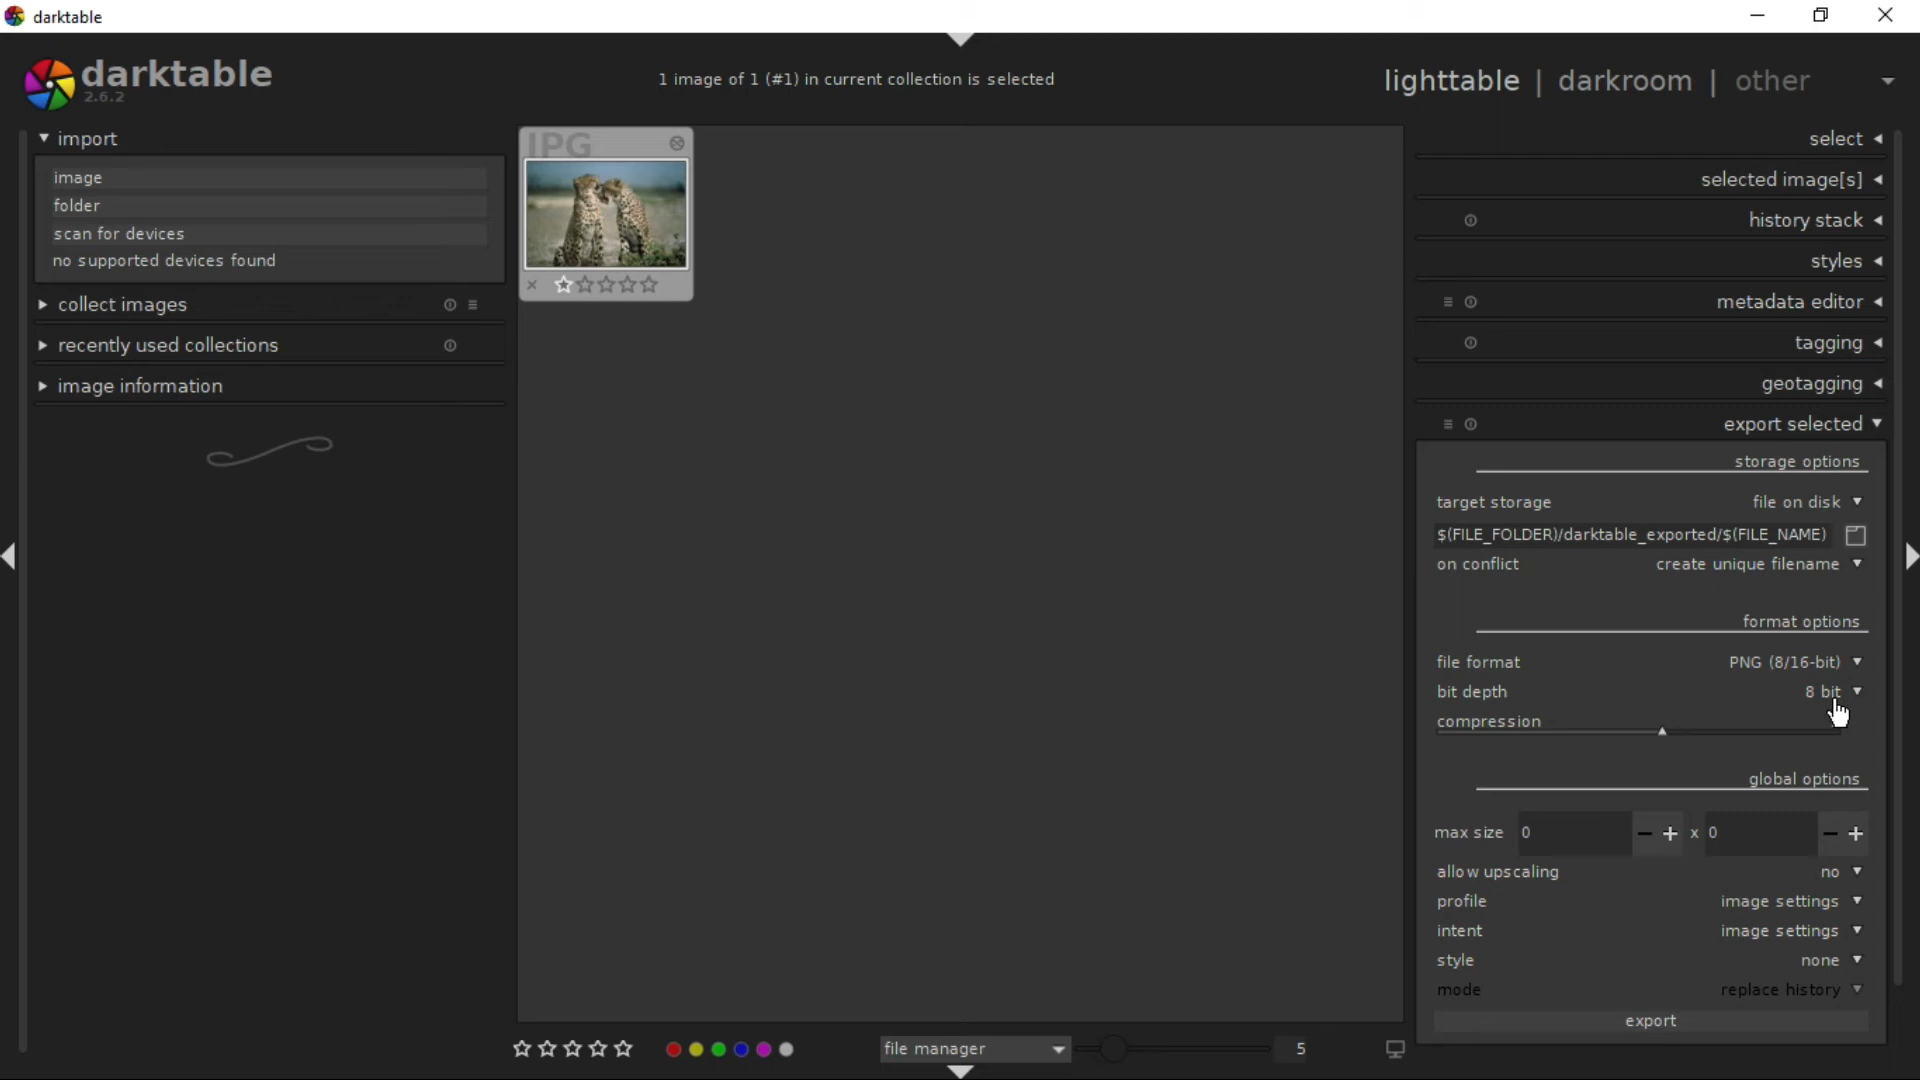 darktable
darktable
2.6.2
1 image of 1 (#1) in current collection is selected
lighttable | darkroom | other
import
image
folder
scan for devices
no supported devices found
collect images
recently used collections
image information
JPG
select
selected image[s]
history stack
styles
metadata editor
tagging
geotagging
export selected
storage options
target storage file on disk
$(FILE_FOLDER)/darktable_exported/$(FILE_NAME)
on conflict create unique filename
format options
file format PNG (8/16-bit)
bit depth 8 bit
compression
global options
max size 0 x 0
allow upscaling no
profile image settings
intent image settings
style none
mode replace history
export
file manager 5